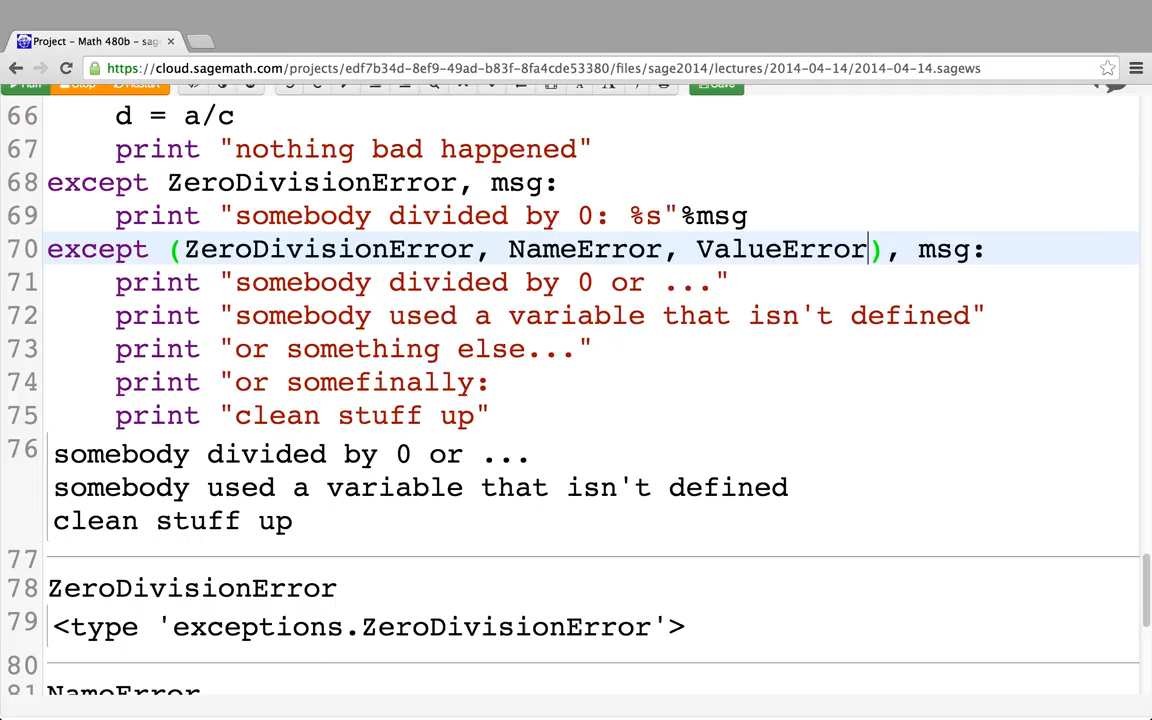 Project – Math 480b – sag
https://cloud.sagemath.com/projects/edf7b34d-8ef9-49ad-b83f-8fa4cde53380/files/sage2014/lectures/2014-04-14/2014-04-14.sagews
66 d = a/c
67 print "nothing bad happened"
68 except ZeroDivisionError, msg:
69 print "somebody divided by 0: %s"%msg
70 except (ZeroDivisionError, NameError, ValueError), msg:
71 print "somebody divided by 0 or ..."
72 print "somebody used a variable that isn't defined"
73 print "or something else..."
74 print "or somefinally:
75 print "clean stuff up"
76 somebody divided by 0 or ...
somebody used a variable that isn't defined
clean stuff up
77
78 ZeroDivisionError
79 <type 'exceptions.ZeroDivisionError'>
80
81 NameError